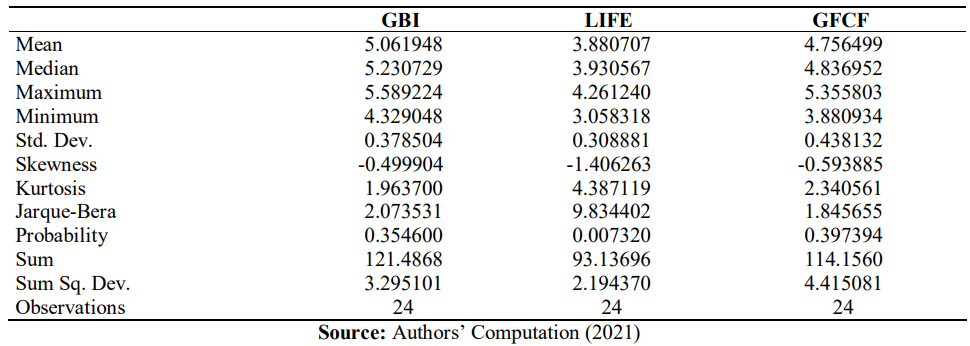 GBI LIFE GFCF
Mean 5.061948 3.880707 4.756499
Median 5.230729 3.930567 4.836952
Maximum 5.589224 4.261240 5.355803
Minimum 4.329048 3.058318 3.880934
Std. Dev. 0.378504 0.308881 0.438132
Skewness -0.499904 -1.406263 -0.593885
Kurtosis 1.963700 4.387119 2.340561
Jarque-Bera 2.073531 9.834402 1.845655
Probability 0.354600 0.007320 0.397394
Sum 121.4868 93.13696 114.1560
Sum Sq. Dev. 3.295101 2.194370 4.415081
Observations 24 24 24
Source: Authors’ Computation (2021)